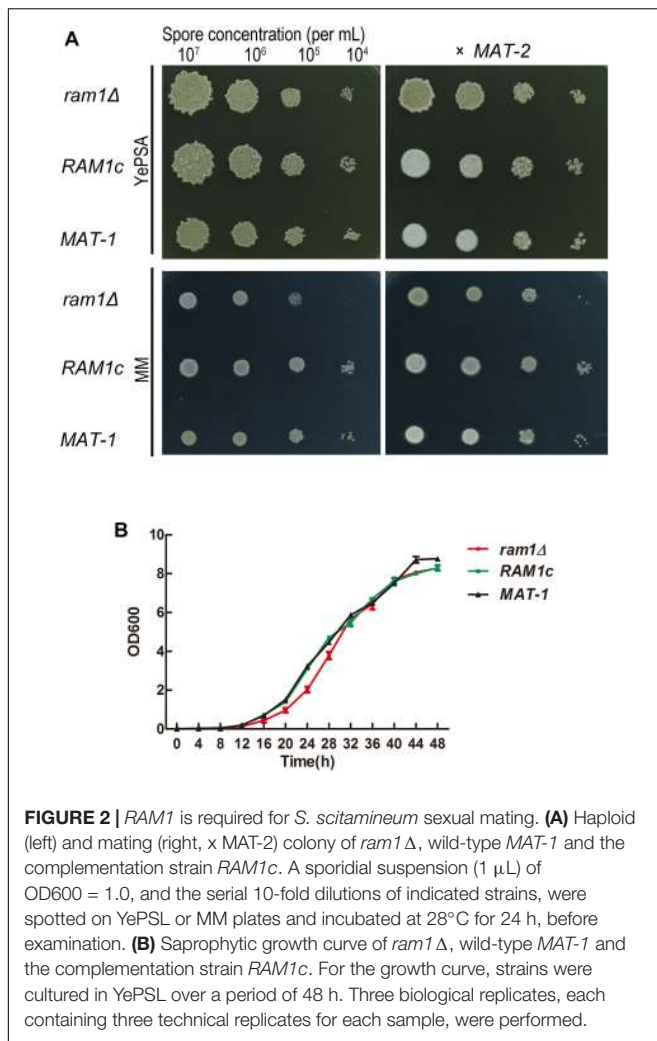 A
Spore concentration (per mL)
10⁷ 10⁶ 10⁵ 10⁴
× MAT-2
YePSA
ram1Δ
RAM1c
MAT-1
MM
ram1Δ
RAM1c
MAT-1
B
OD600
10
8
6
4
2
0
0 4 8 12 16 20 24 28 32 36 40 44 48
Time(h)
ram1Δ
RAM1c
MAT-1
FIGURE 2 | RAM1 is required for S. scitamineum sexual mating. (A) Haploid
(left) and mating (right, x MAT-2) colony of ram1Δ, wild-type MAT-1 and the
complementation strain RAM1c. A sporidial suspension (1 μL) of
OD600 = 1.0, and the serial 10-fold dilutions of indicated strains, were
spotted on YePSL or MM plates and incubated at 28°C for 24 h, before
examination. (B) Saprophytic growth curve of ram1Δ, wild-type MAT-1 and
the complementation strain RAM1c. For the growth curve, strains were
cultured in YePSL over a period of 48 h. Three biological replicates, each
containing three technical replicates for each sample, were performed.